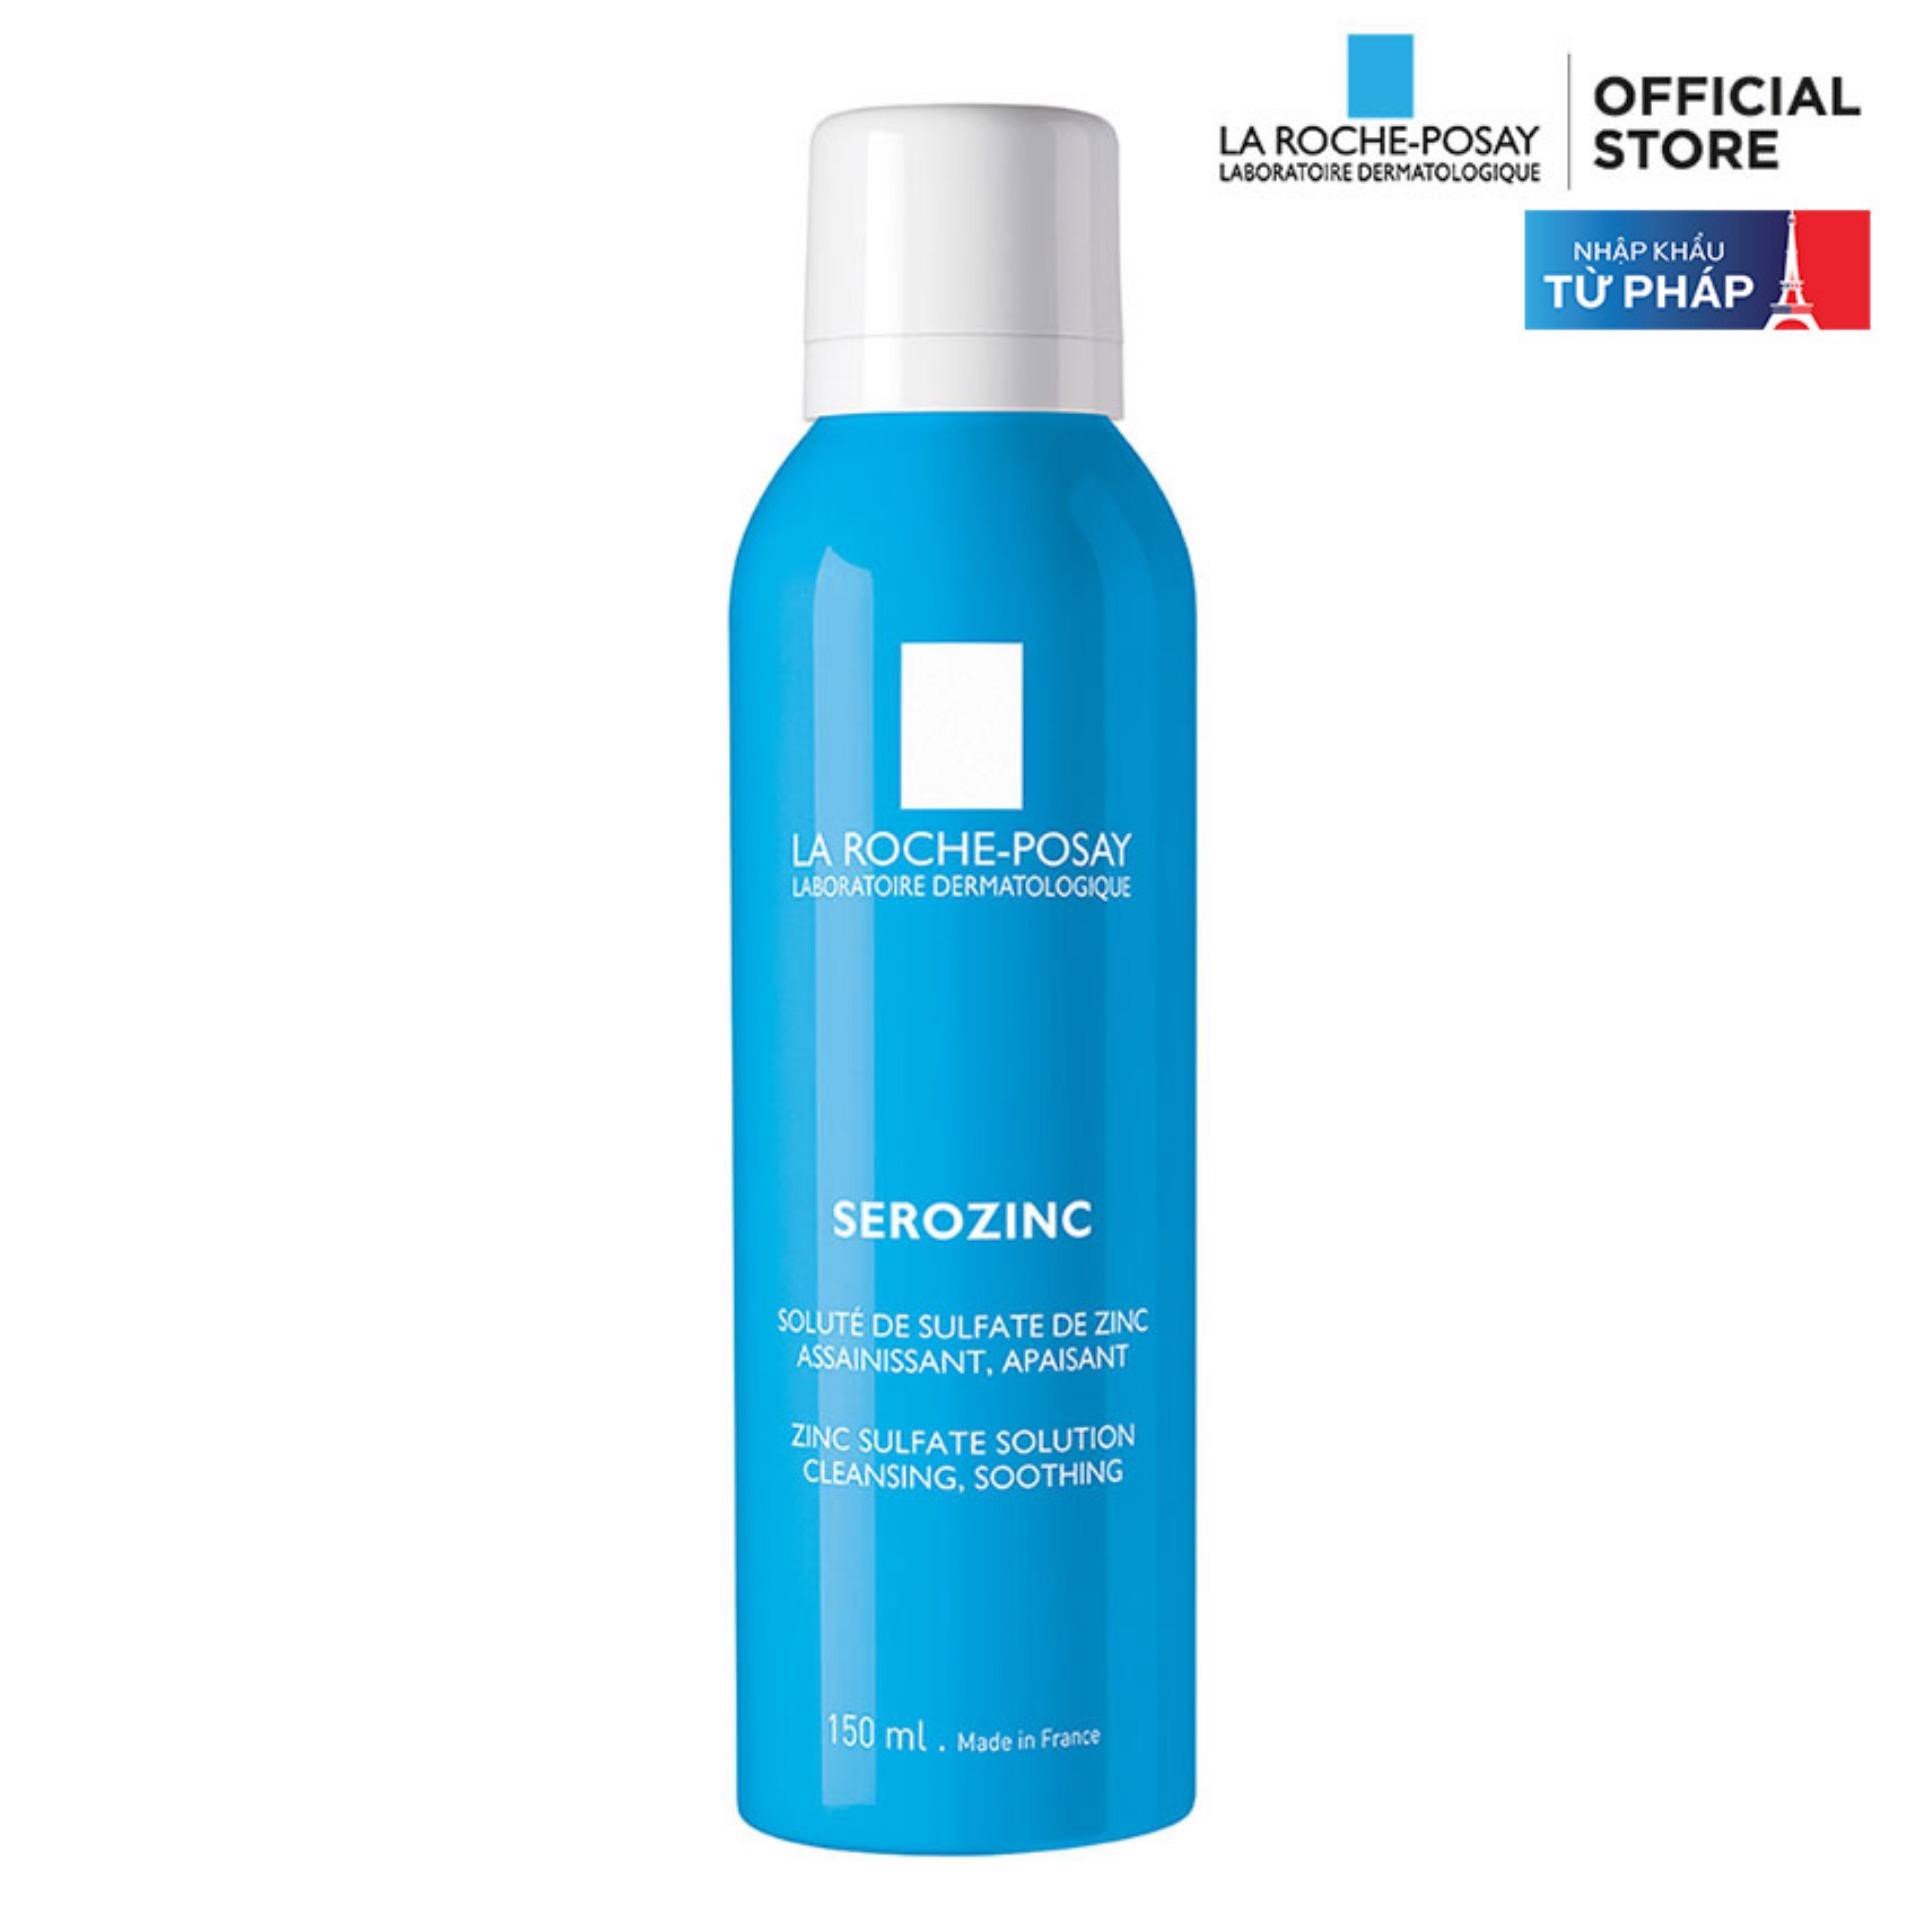 LA ROCHE-POSAY
LABORATOIRE DERMATOLOGIQUE
OFFICIAL
STORE
NHẬP KHẨU
TỪ PHÁP
LA ROCHE-POSAY
LABORATOIRE DERMATOLOGIQUE
SEROZINC
SOLUTÉ DE SULFATE DE ZINC
ASSAINISSANT, APAISANT
ZINC SULFATE SOLUTION
CLEANSING, SOOTHING
150 ml . Made in France